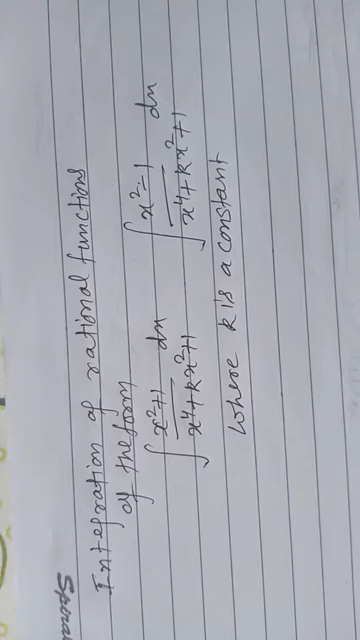 Integration of rational functions
of the form
∫ x²+1 / x⁴+kx²+1 dx ∫ x²-1 / x⁴+kx²+1 dx
where k is a constant